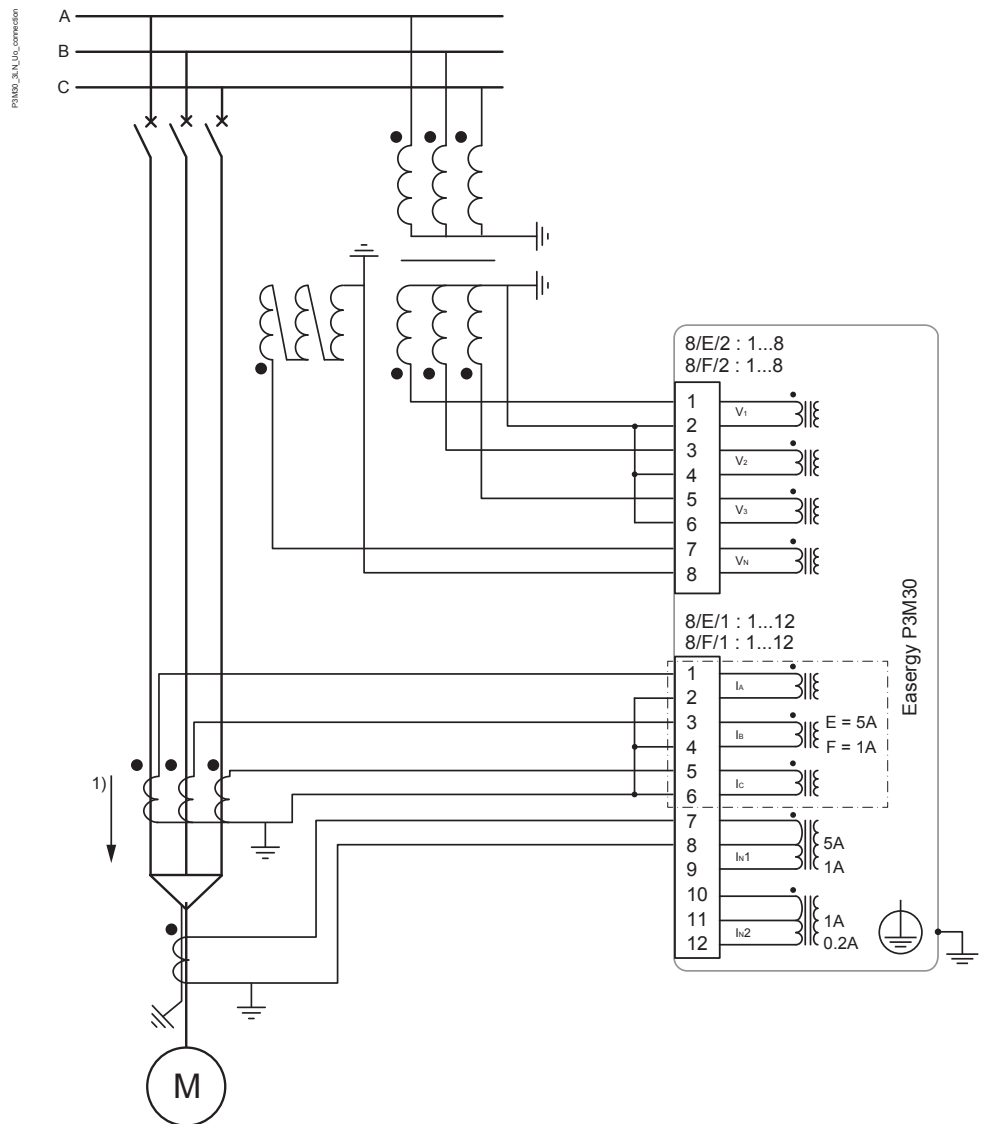 P3M30_3LN_Uo_connection
A
B
C
8/E/2 : 1...8
8/F/2 : 1...8
1
2
3
4
5
6
7
8
V1
V2
V3
VN
8/E/1 : 1...12
8/F/1 : 1...12
1
2
3
4
5
6
7
8
9
10
11
12
IA
IB
IC
IN1
IN2
E = 5A
F = 1A
5A
1A
1A
0.2A
Easergy P3M30
1)
M